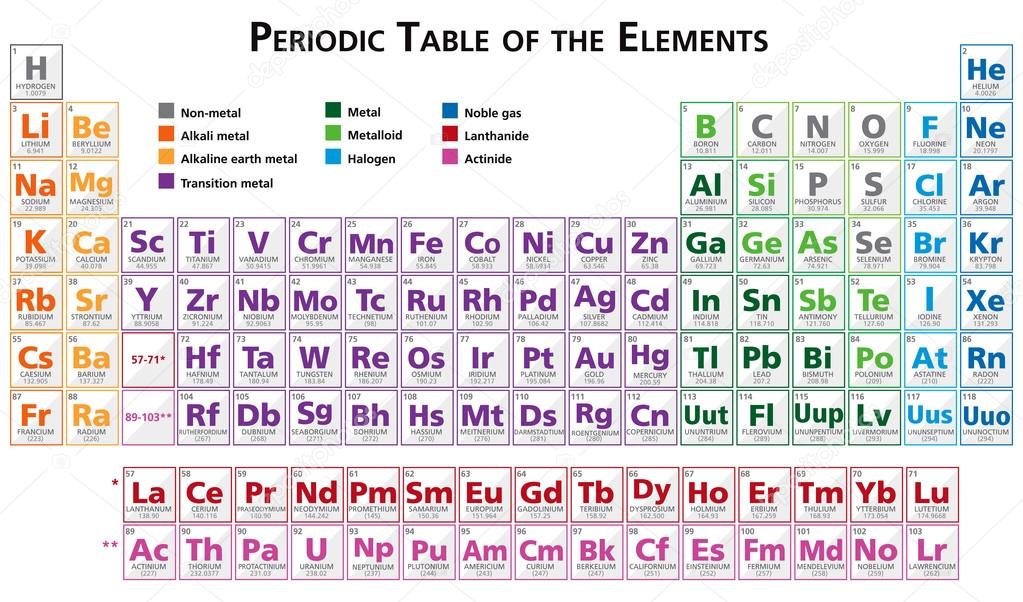 PERIODIC TABLE OF THE ELEMENTS
1 2
H He
HYDROGEN HELIUM
1.0079 4.0026
Non-metal Metal Noble gas
Alkali metal Metalloid Lanthanide
Alkaline earth metal Halogen Actinide
Transition metal
3 4 5 6 7 8 9 10
Li Be B C N O F Ne
LITHIUM BERYLLIUM BORON CARBON NITROGEN OXYGEN FLUORINE NEON
6.941 9.0122 10.811 12.011 14.007 15.999 18.998 20.1797
11 12 13 14 15 16 17 18
Na Mg Al Si P S Cl Ar
SODIUM MAGNESIUM ALUMINIUM SILICON PHOSPHORUS SULFUR CHLORINE ARGON
22.989 24.305 26.981 28.085 30.974 32.066 35.453 39.948
19 20 21 22 23 24 25 26 27 28 29 30 31 32 33 34 35 36
K Ca Sc Ti V Cr Mn Fe Co Ni Cu Zn Ga Ge As Se Br Kr
POTASSIUM CALCIUM SCANDIUM TITANIUM VANADIUM CHROMIUM MANGANESE IRON COBALT NICKEL COPPER ZINC GALLIUM GERMANIUM ARSENIC SELENIUM BROMINE KRYPTON
39.098 40.078 44.955 47.867 50.9415 51.9961 54.938 55.845 58.933 58.6934 63.546 65.38 69.723 72.63 74.921 78.971 79.904 83.798
37 38 39 40 41 42 43 44 45 46 47 48 49 50 51 52 53 54
Rb Sr Y Zr Nb Mo Tc Ru Rh Pd Ag Cd In Sn Sb Te I Xe
RUBIDIUM STRONTIUM YTTRIUM ZIRCONIUM NIOBIUM MOLYBDENUM TECHNETIUM RUTHENIUM RHODIUM PALLADIUM SILVER CADMIUM INDIUM TIN ANTIMONY TELLURIUM IODINE XENON
85.467 87.62 88.9058 91.224 92.9063 95.95 (98) 101.07 102.90 106.42 107.8682 112.414 114.818 118.710 121.760 127.60 126.90 131.293
55 56 57-71* 72 73 74 75 76 77 78 79 80 81 82 83 84 85 86
Cs Ba Hf Ta W Re Os Ir Pt Au Hg Tl Pb Bi Po At Rn
CAESIUM BARIUM HAFNIUM TANTALUM TUNGSTEN RHENIUM OSMIUM IRIDIUM PLATINUM GOLD MERCURY THALLIUM LEAD BISMUTH POLONIUM ASTATINE RADON
132.905 137.327 178.49 180.94 183.84 186.207 190.23 192.217 195.084 196.96 200.59 204.38 207.2 208.98 (209) (210) (222)
87 88 89-103** 104 105 106 107 108 109 110 111 112 113 114 115 116 117 118
Fr Ra Rf Db Sg Bh Hs Mt Ds Rg Cn Uut Fl Uup Lv Uus Uuo
FRANCIUM RADIUM RUTHERFORDIUM DUBNIUM SEABORGIUM BOHRIUM HASSIUM MEITNERIUM DARMSTADTIUM ROENTGENIUM COPERNICIUM UNUNTRIUM FLEROVIUM UNUNPENTIUM LIVERMORIUM UNUNSEPTIUM UNUNOCTIUM
(223) (226) (267) (268) (271) (272) (270) (276) (281) (280) (285) (284) (289) (288) (293) (294) (294)
57 58 59 60 61 62 63 64 65 66 67 68 69 70 71
* La Ce Pr Nd Pm Sm Eu Gd Tb Dy Ho Er Tm Yb Lu
LANTHANUM CERIUM PRASEODYMIUM NEODYMIUM PROMETHIUM SAMARIUM EUROPIUM GADOLINIUM TERIBIUM DYSPROSIUM HOLMIUM ERBIUM THULIUM YTTERBIUM LUTETIUM
138.90 140.116 140.90 144.242 (145) 150.36 151.964 157.25 158.92 162.500 164.93 167.259 168.93 173.054 174.9668
89 90 91 92 93 94 95 96 97 98 99 100 101 102 103
** Ac Th Pa U Np Pu Am Cm Bk Cf Es Fm Md No Lr
ACTINIUM THORIUM PROTACTINIUM URANIUM NEPTUNIUM PLUTONIUM AMERICIUM CURIUM BERKELIUM CALIFORNIUM EINSTEINIUM FERMIUM MENDELEVIUM NOBELIUM LAWRENCIUM
(227) 232.0377 231.03 238.02 (237) (244) (243) (247) (247) (251) (252) (257) (258) (259) (262)
depositphotos